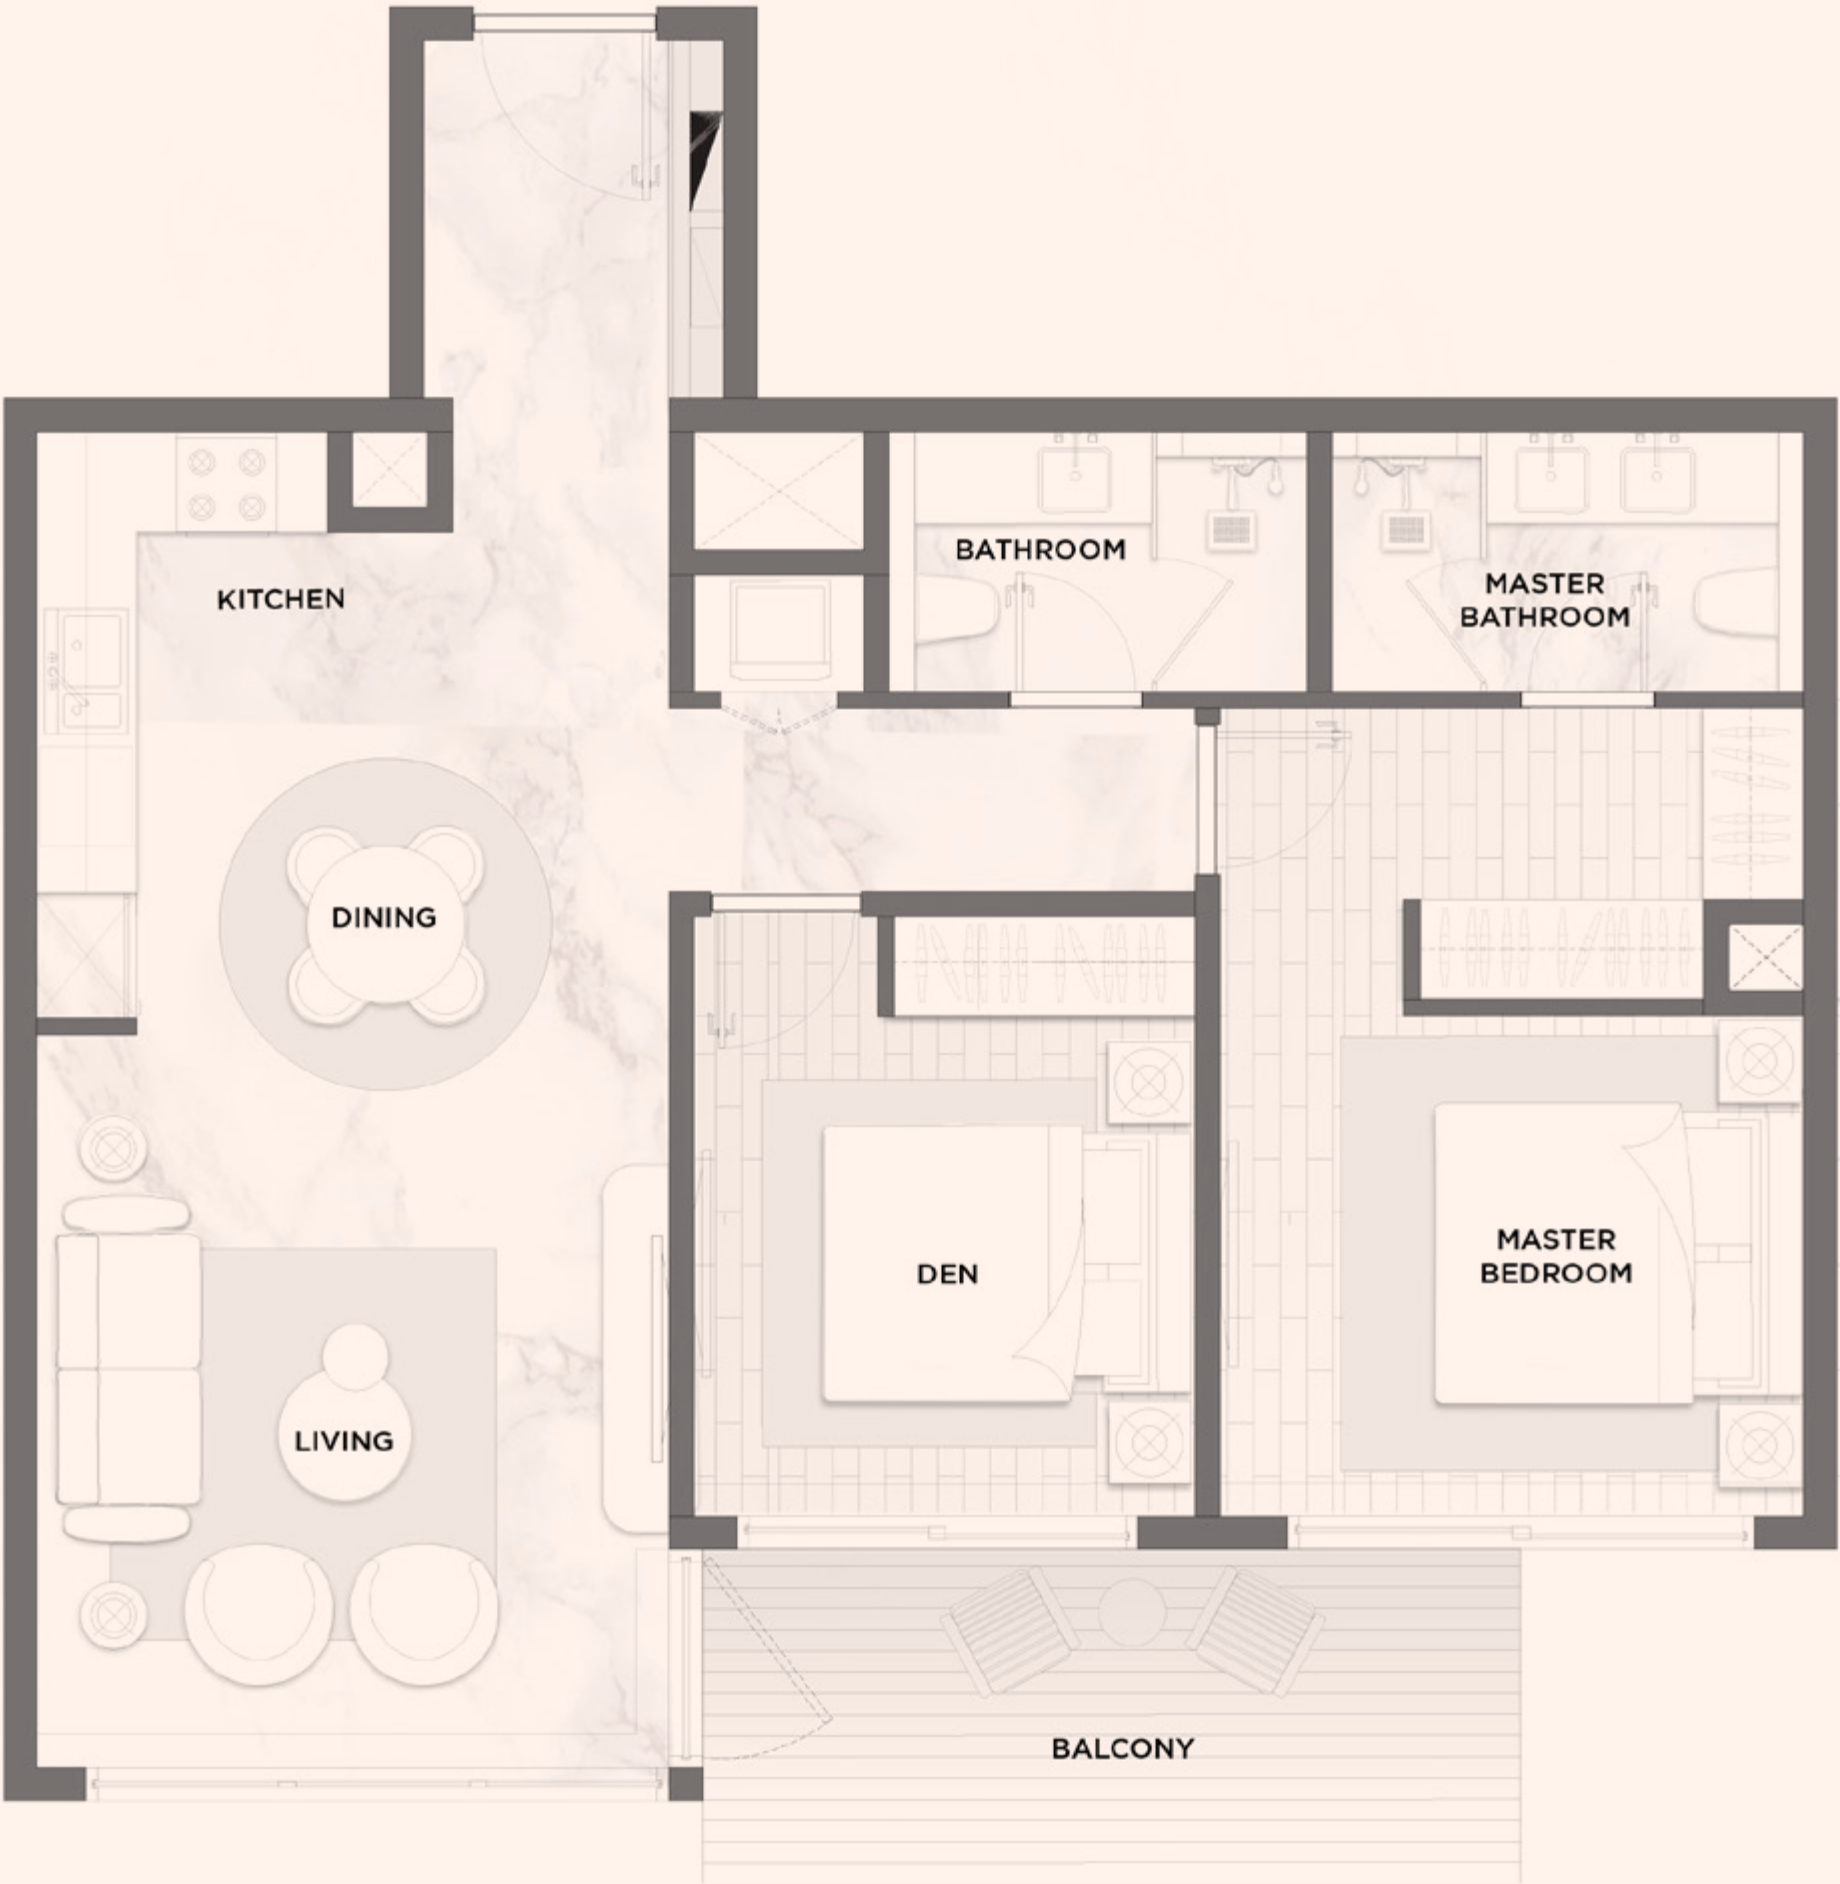 BATHROOM
MASTER
BATHROOM
KITCHEN
DINING
MASTER
BEDROOM
DEN
LIVING
BALCONY